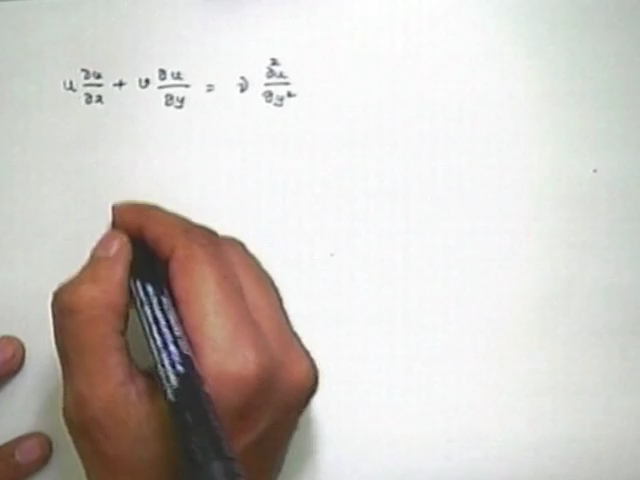 u ∂u/∂x + v ∂u/∂y = ν ∂²u/∂y²